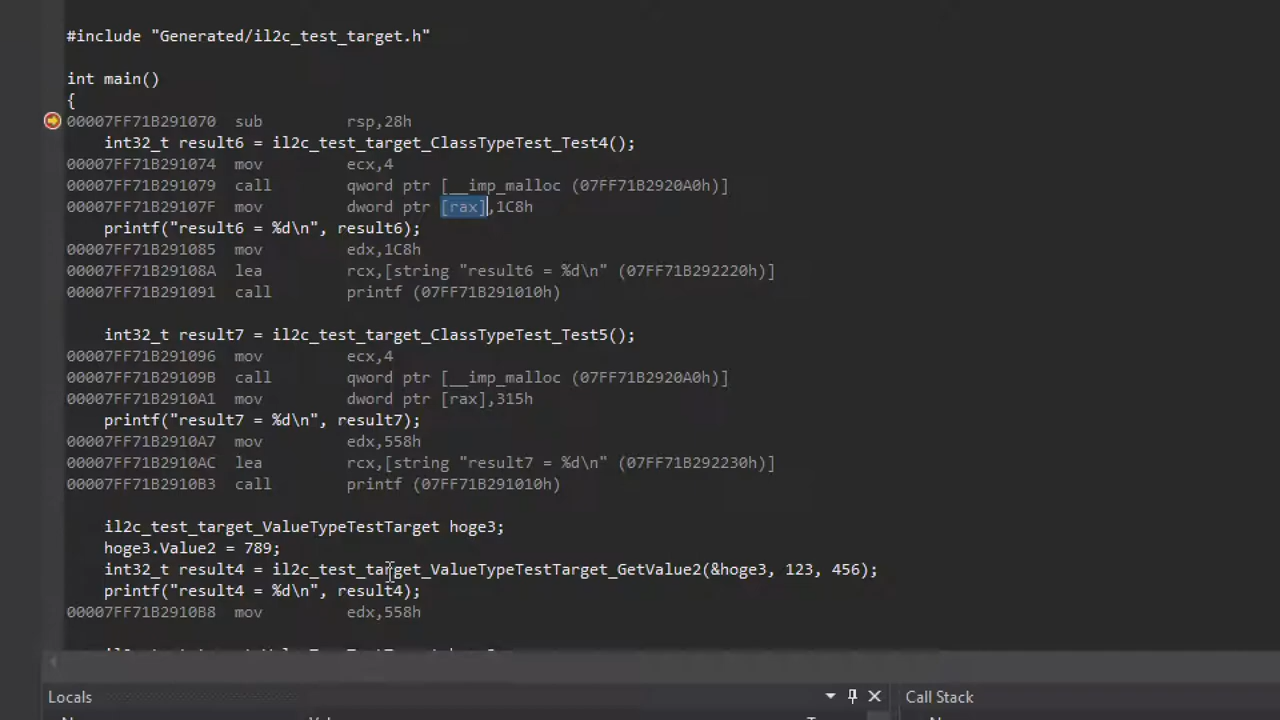 #include "Generated/il2c_test_target.h"
int main()
{
00007FF71B291070 sub rsp,28h
int32_t result6 = il2c_test_target_ClassTypeTest_Test4();
00007FF71B291074 mov ecx,4
00007FF71B291079 call qword ptr [__imp_malloc (07FF71B2920A0h)]
00007FF71B29107F mov dword ptr [rax],1C8h
printf("result6 = %d\n", result6);
00007FF71B291085 mov edx,1C8h
00007FF71B29108A lea rcx,[string "result6 = %d\n" (07FF71B292220h)]
00007FF71B291091 call printf (07FF71B291010h)
int32_t result7 = il2c_test_target_ClassTypeTest_Test5();
00007FF71B291096 mov ecx,4
00007FF71B29109B call qword ptr [__imp_malloc (07FF71B2920A0h)]
00007FF71B2910A1 mov dword ptr [rax],315h
printf("result7 = %d\n", result7);
00007FF71B2910A7 mov edx,558h
00007FF71B2910AC lea rcx,[string "result7 = %d\n" (07FF71B292230h)]
00007FF71B2910B3 call printf (07FF71B291010h)
il2c_test_target_ValueTypeTestTarget hoge3;
hoge3.Value2 = 789;
int32_t result4 = il2c_test_target_ValueTypeTestTarget_GetValue2(&hoge3, 123, 456);
printf("result4 = %d\n", result4);
00007FF71B2910B8 mov edx,558h
Locals
Call Stack